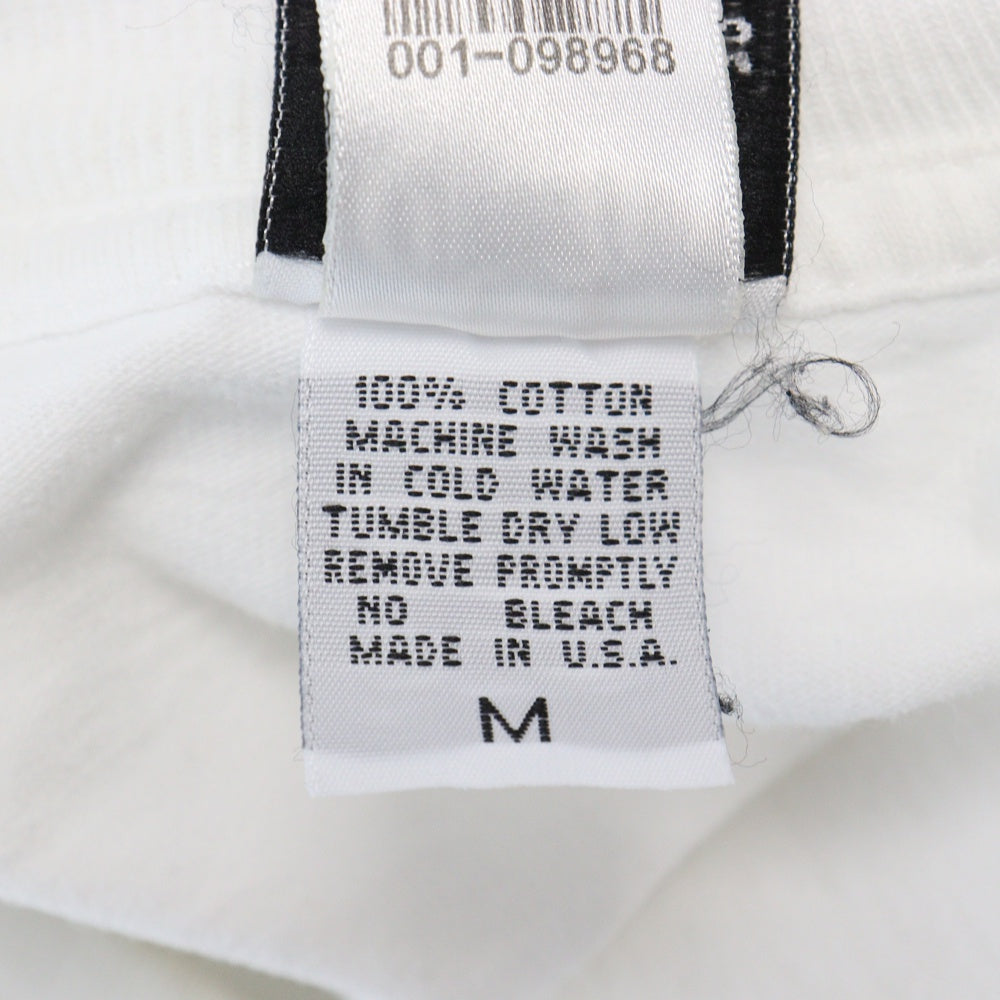 001-098968
100% COTTON
MACHINE WASH
IN COLD WATER
TUMBLE DRY LOW
REMOVE PROMPTLY
NO BLEACH
MADE IN U.S.A.
M